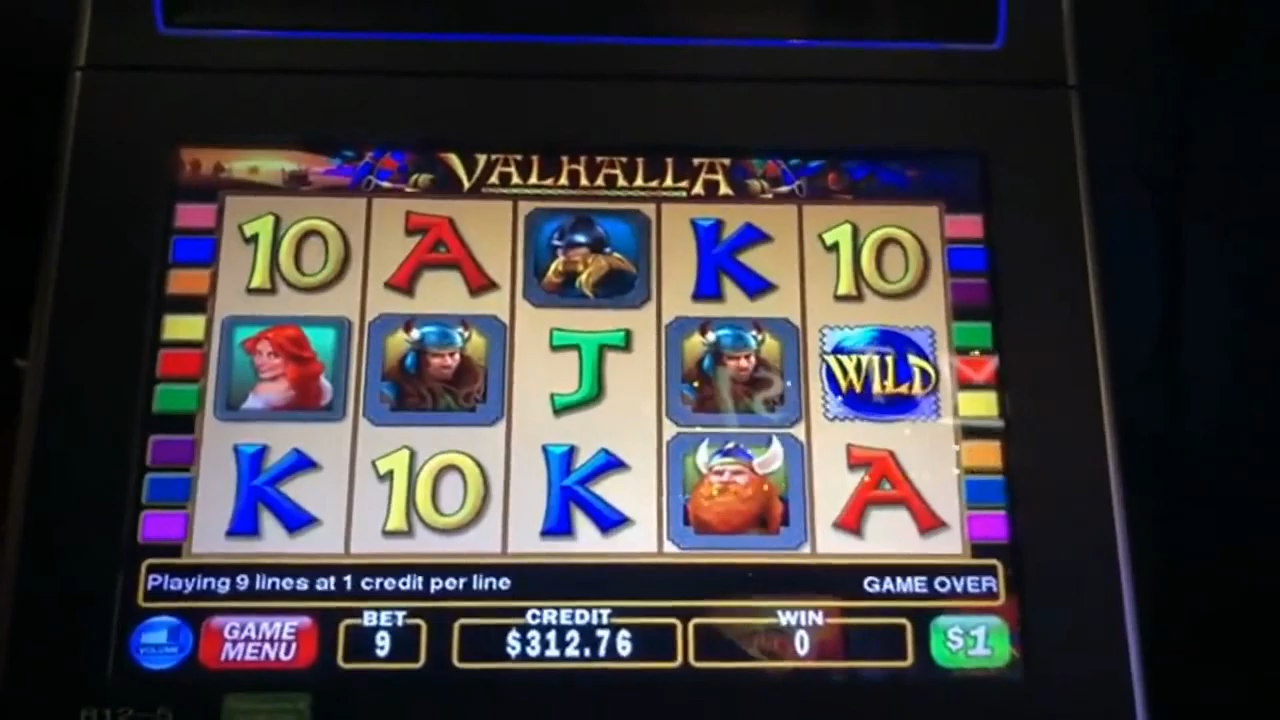 VALHALLA
10 A K 10
J WILD
K 10 K A
Playing 9 lines at 1 credit per line GAME OVER
BET CREDIT WIN
VOLUME GAME MENU 9 $312.76 0 $1